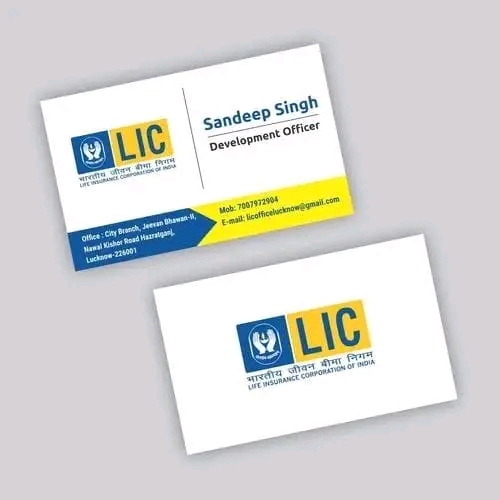 LIC
भारतीय जीवन बीमा निगम
LIFE INSURANCE CORPORATION OF INDIA
Sandeep Singh
Development Officer
Mob: 7007972904
E-mail: licofficelucknow@gmail.com
Office : City Branch, Jeevan Bhawan-II,
Nawal Kishor Road Hazratganj,
Lucknow-226001
LIC
भारतीय जीवन बीमा निगम
LIFE INSURANCE CORPORATION OF INDIA